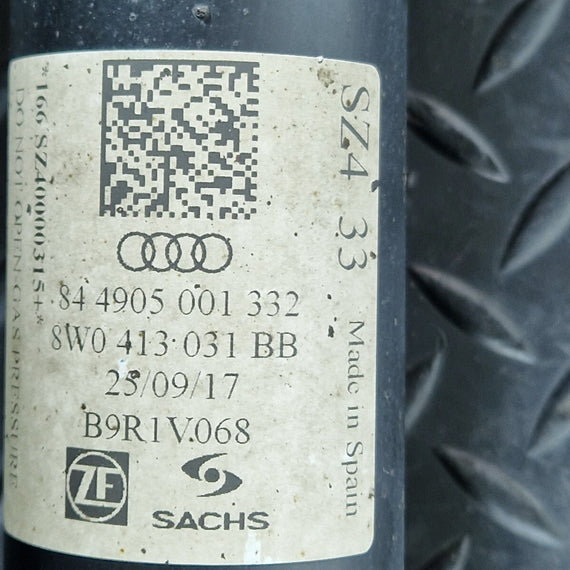 84 4905 001 332
8W0 413 031 BB
25/09/17
B9R1V.068
ZF
SACHS
SZ4 33
Made in Spain
*166 SZ40000315+*
DO NOT OPEN GAS PRESSURE